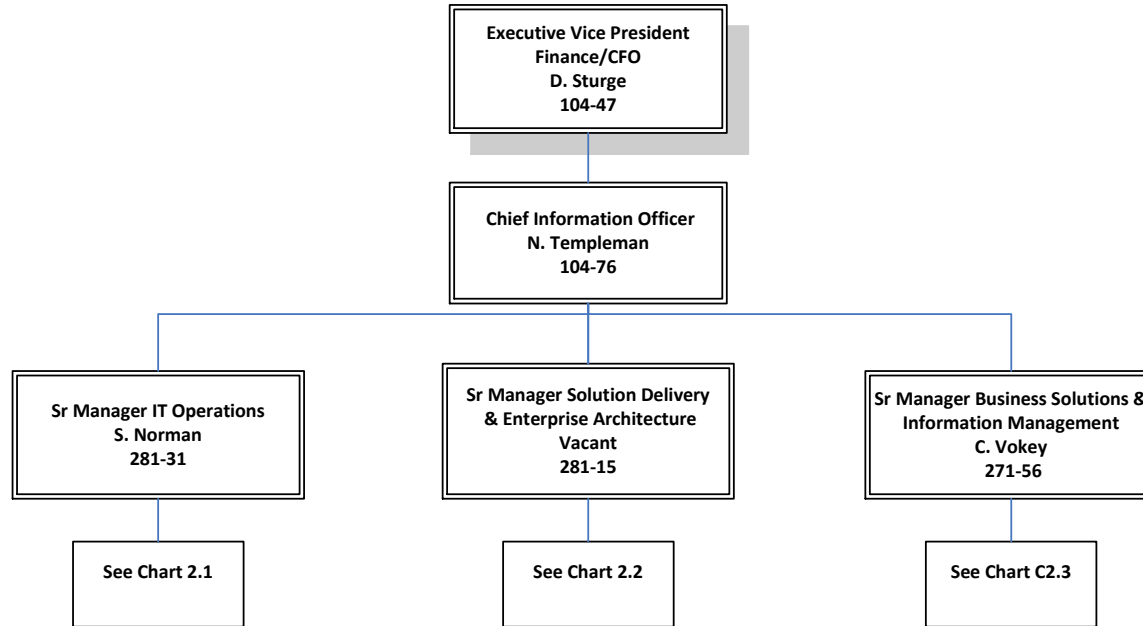 Executive Vice President
Finance/CFO
D. Sturge
104-47
Chief Information Officer
N. Templeman
104-76
Sr Manager IT Operations
S. Norman
281-31
Sr Manager Solution Delivery
& Enterprise Architecture
Vacant
281-15
Sr Manager Business Solutions &
Information Management
C. Vokey
271-56
See Chart 2.1
See Chart 2.2
See Chart C2.3